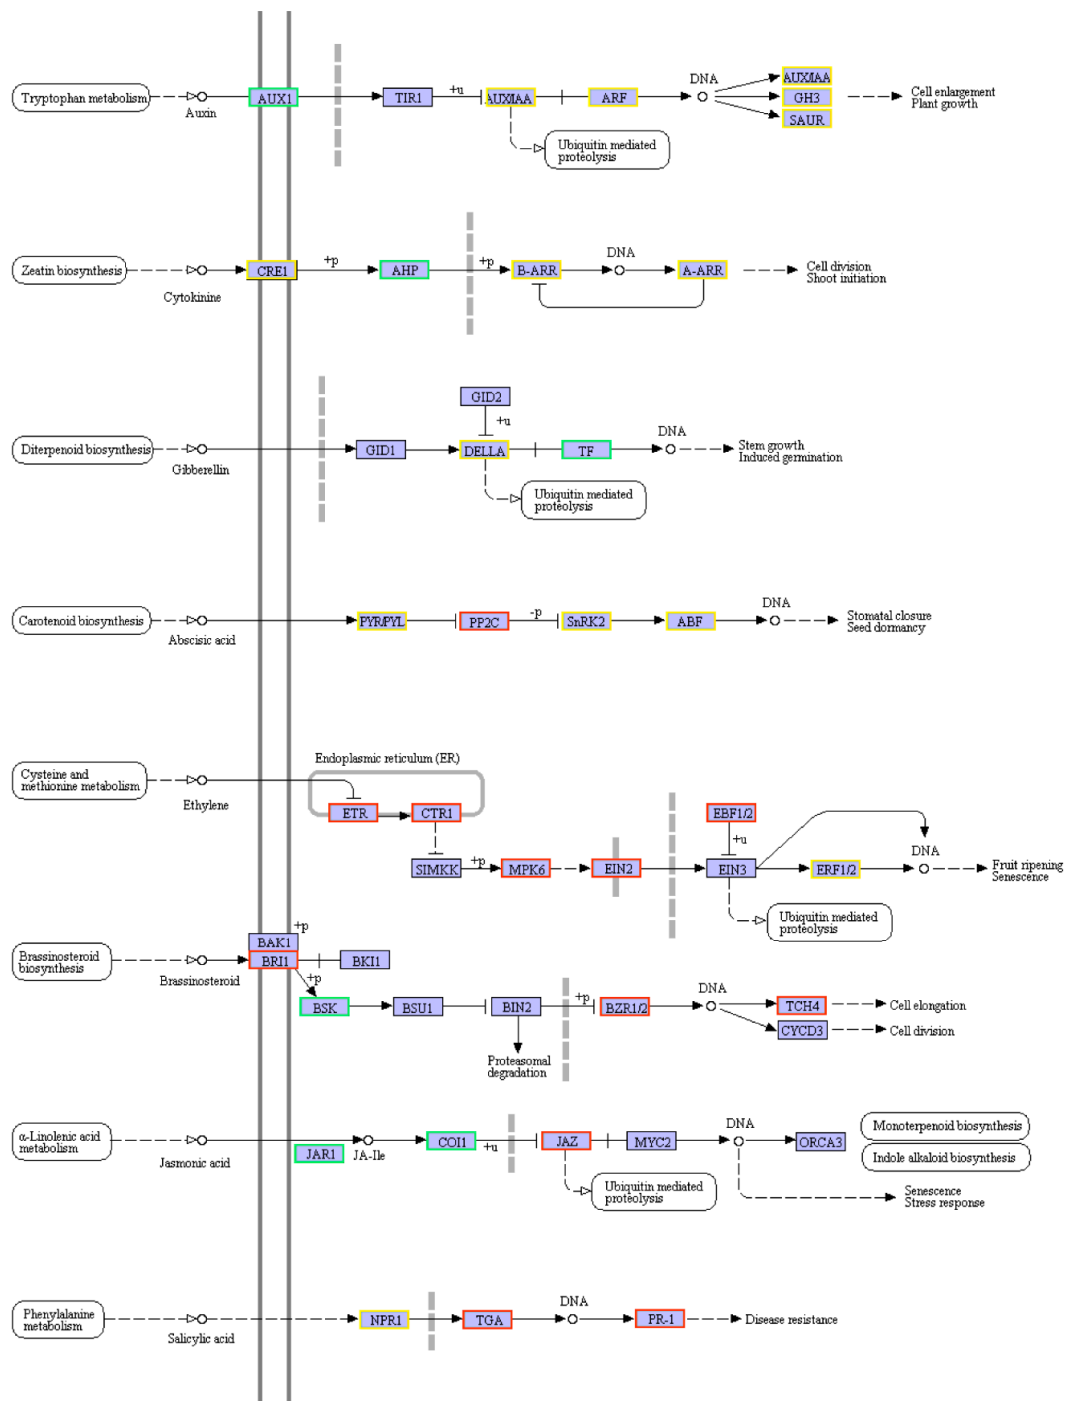 Tryptophan metabolism
Auxin
AUX1
TIR1
+u
AUX/IAA
ARF
DNA
AUX/IAA
GH3
SAUR
Cell enlargement
Plant growth
Ubiquitin mediated
proteolysis
Zeatin biosynthesis
Cytokinine
CRE1
+p
AHP
+p
B-ARR
DNA
A-ARR
Cell division
Shoot initiation
GID2
+u
Diterpenoid biosynthesis
Gibberellin
GID1
DELLA
TF
DNA
Stem growth
Induced germination
Ubiquitin mediated
proteolysis
Carotenoid biosynthesis
Abscisic acid
PYR/PYL
PP2C
-p
SnRK2
ABF
DNA
Stomatal closure
Seed dormancy
Endoplasmic reticulum (ER)
Cysteine and
methionine metabolism
Ethylene
ETR
CTR1
EBF1/2
+u
SIMKK
+p
MPK6
EIN2
EIN3
ERF1/2
DNA
Fruit ripening
Senescence
Ubiquitin mediated
proteolysis
Brassinosteroid
biosynthesis
Brassinosteroid
BAK1
+p
BRI1
BKI1
+p
BSK
BSU1
BIN2
+p
BZR1/2
DNA
TCH4
Cell elongation
CYCD3
Cell division
Proteasomal
degradation
α-Linolenic acid
metabolism
Jasmonic acid
JAR1
JA-Ile
COI1
+u
JAZ
MYC2
DNA
ORCA3
Monoterpenoid biosynthesis
Indole alkaloid biosynthesis
Ubiquitin mediated
proteolysis
Senescence
Stress response
Phenylalanine
metabolism
Salicylic acid
NPR1
TGA
DNA
PR-1
Disease resistance